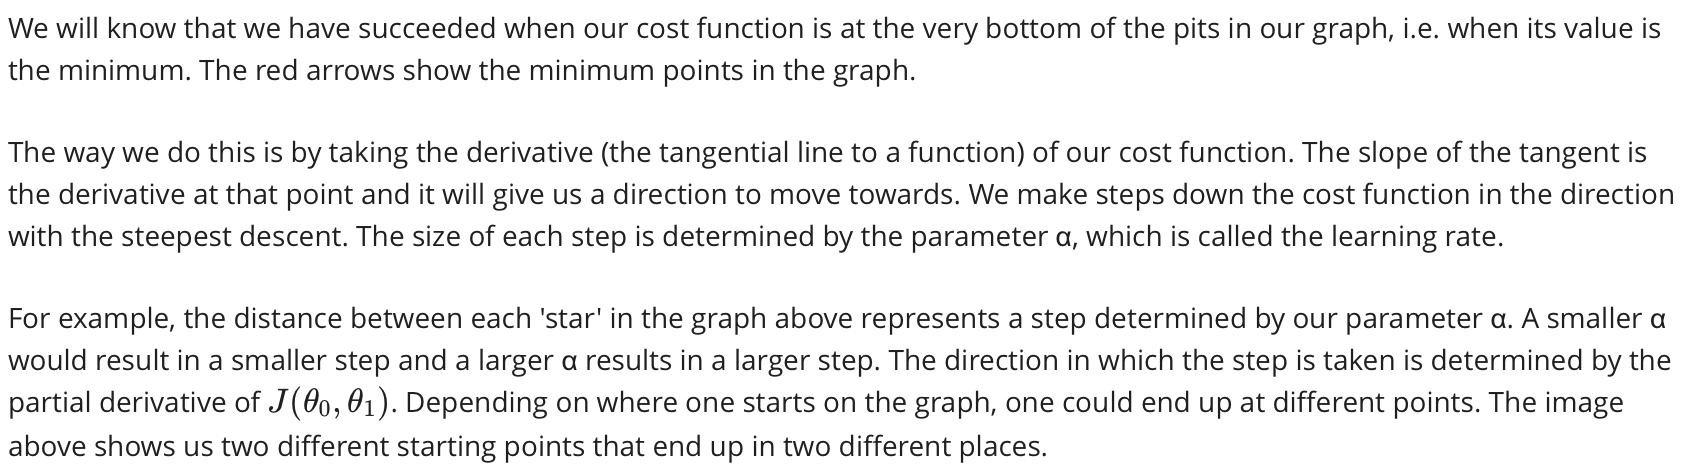 We will know that we have succeeded when our cost function is at the very bottom of the pits in our graph, i.e. when its value is
the minimum. The red arrows show the minimum points in the graph.
The way we do this is by taking the derivative (the tangential line to a function) of our cost function. The slope of the tangent is
the derivative at that point and it will give us a direction to move towards. We make steps down the cost function in the direction
with the steepest descent. The size of each step is determined by the parameter α, which is called the learning rate.
For example, the distance between each 'star' in the graph above represents a step determined by our parameter α. A smaller α
would result in a smaller step and a larger α results in a larger step. The direction in which the step is taken is determined by the
partial derivative of J(θ₀, θ₁). Depending on where one starts on the graph, one could end up at different points. The image
above shows us two different starting points that end up in two different places.